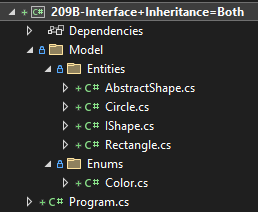 C# 209B-Interface+Inheritance=Both
Dependencies
Model
Entities
C# AbstractShape.cs
C# Circle.cs
C# IShape.cs
C# Rectangle.cs
Enums
C# Color.cs
C# Program.cs